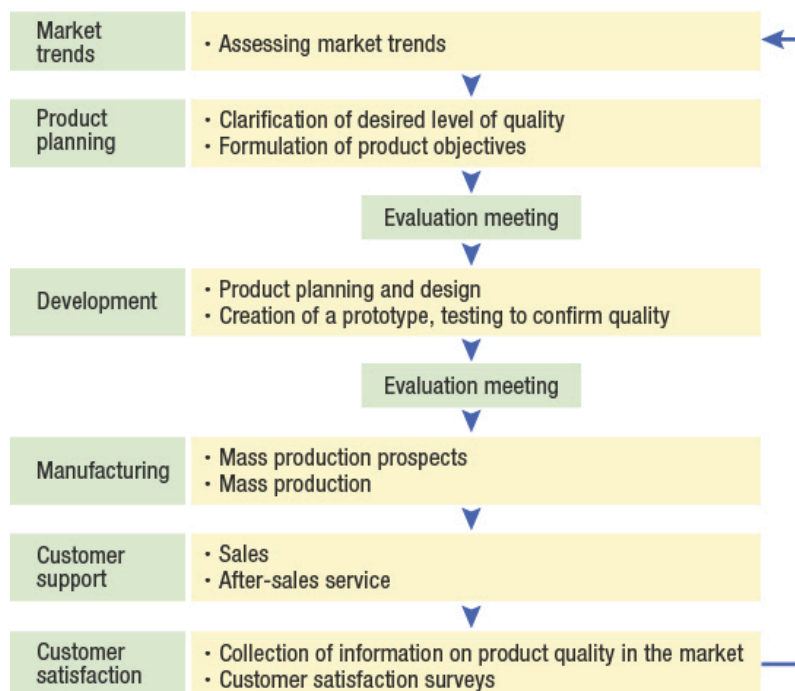 Market
trends
・Assessing market trends
Product
planning
・Clarification of desired level of quality
・Formulation of product objectives
Evaluation meeting
Development
・Product planning and design
・Creation of a prototype, testing to confirm quality
Evaluation meeting
Manufacturing
・Mass production prospects
・Mass production
Customer
support
・Sales
・After-sales service
Customer
satisfaction
・Collection of information on product quality in the market
・Customer satisfaction surveys